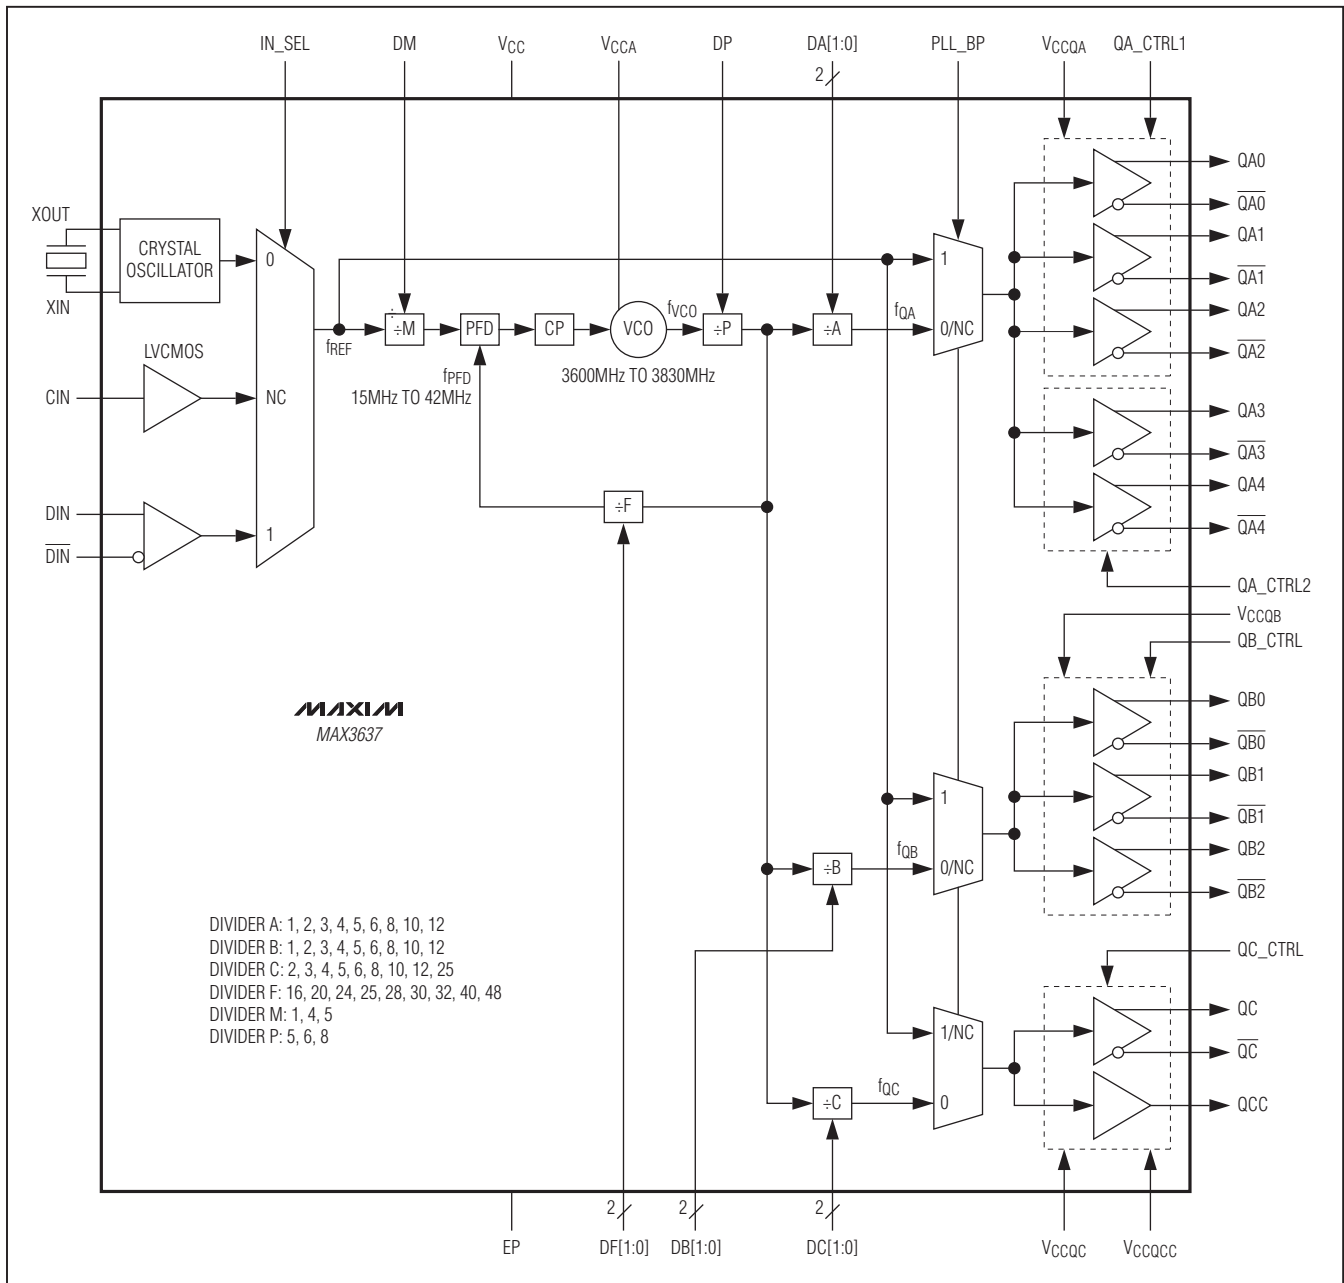 IN_SEL DM VCC VCCA DP DA[1:0] PLL_BP VCCQA QA_CTRL1
2
QA0
QA0
XOUT
CRYSTAL
OSCILLATOR
XIN
0
1
QA1
QA1
fREF
÷
÷M
PFD
CP
VCO
fVCO
÷P
÷A
fQA
0/NC
QA2
QA2
LVCMOS
fPFD
15MHz TO 42MHz
3600MHz TO 3830MHz
CIN
NC
QA3
QA3
QA4
QA4
DIN
DIN
1
÷F
QA_CTRL2
VCCQB
QB_CTRL
MAXIM
MAX3637
QB0
QB0
1
QB1
QB1
÷B
fQB
0/NC
QB2
QB2
DIVIDER A: 1, 2, 3, 4, 5, 6, 8, 10, 12
DIVIDER B: 1, 2, 3, 4, 5, 6, 8, 10, 12
DIVIDER C: 2, 3, 4, 5, 6, 8, 10, 12, 25
DIVIDER F: 16, 20, 24, 25, 28, 30, 32, 40, 48
DIVIDER M: 1, 4, 5
DIVIDER P: 5, 6, 8
QC_CTRL
1/NC
QC
QC
÷C
fQC
0
QCC
2 2 2
EP DF[1:0] DB[1:0] DC[1:0] VCCQC VCCQCC